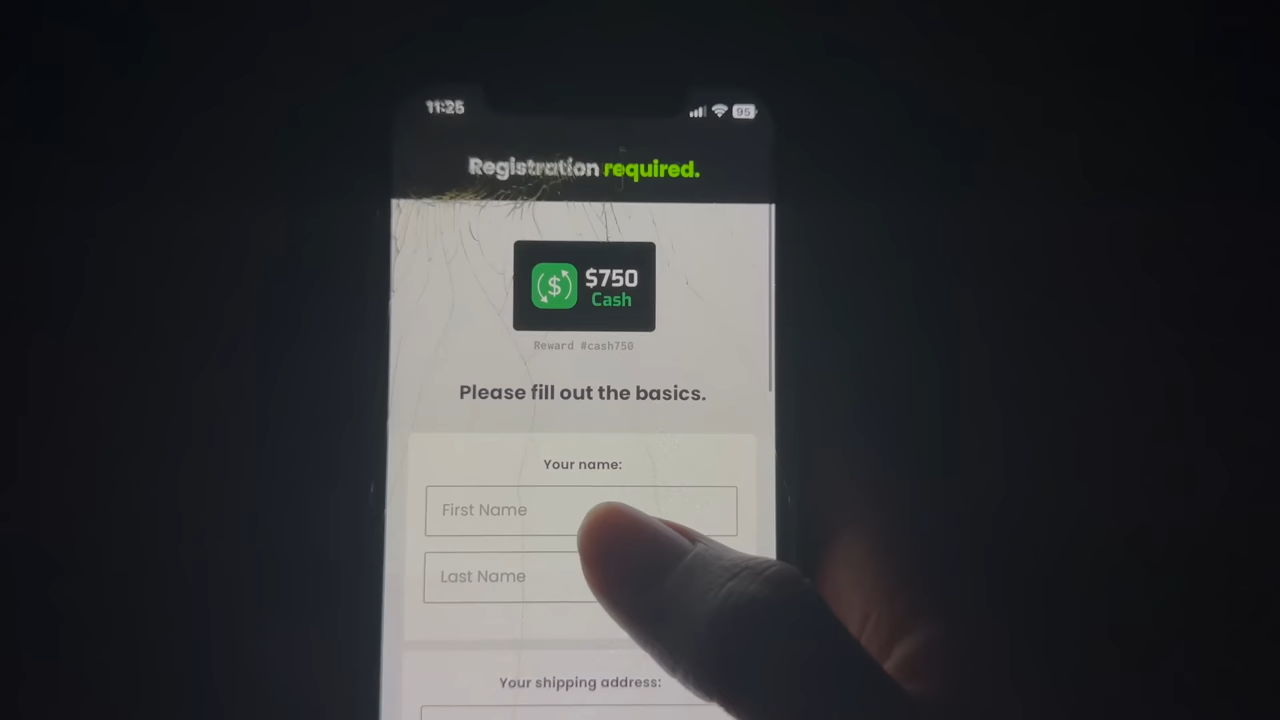 11:25
95
Registration required.
$750
Cash
Reward #cash750
Please fill out the basics.
Your name:
First Name
Last Name
Your shipping address: